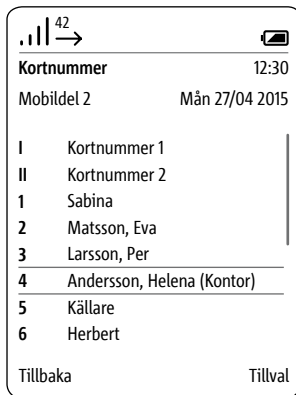 42
Kortnummer 12:30
Mobildel 2 Mån 27/04 2015
I Kortnummer 1
II Kortnummer 2
1 Sabina
2 Matsson, Eva
3 Larsson, Per
4 Andersson, Helena (Kontor)
5 Källare
6 Herbert
Tillbaka Tillval